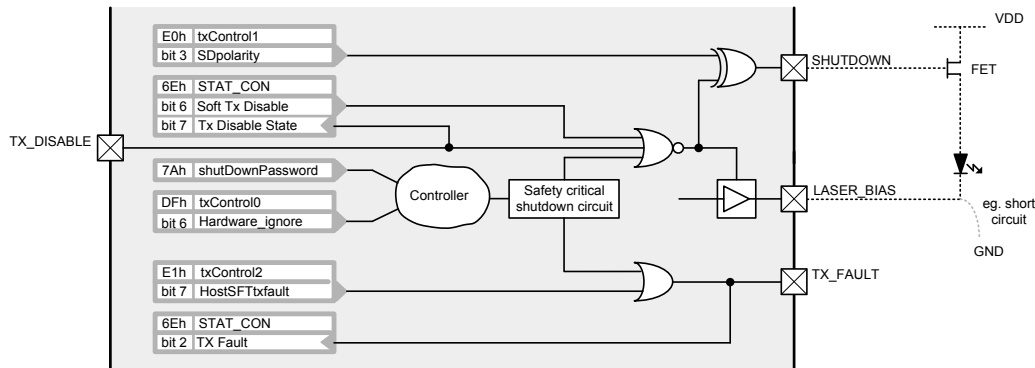 VDD
E0h txControl1
bit 3 SDpolarity
SHUTDOWN
FET
6Eh STAT_CON
bit 6 Soft Tx Disable
bit 7 Tx Disable State
TX_DISABLE
7Ah shutDownPassword
Controller
Safety critical
shutdown circuit
LASER_BIAS
DFh txControl0
bit 6 Hardware_ignore
eg. short
circuit
GND
E1h txControl2
bit 7 HostSFTtxfault
TX_FAULT
6Eh STAT_CON
bit 2 TX Fault